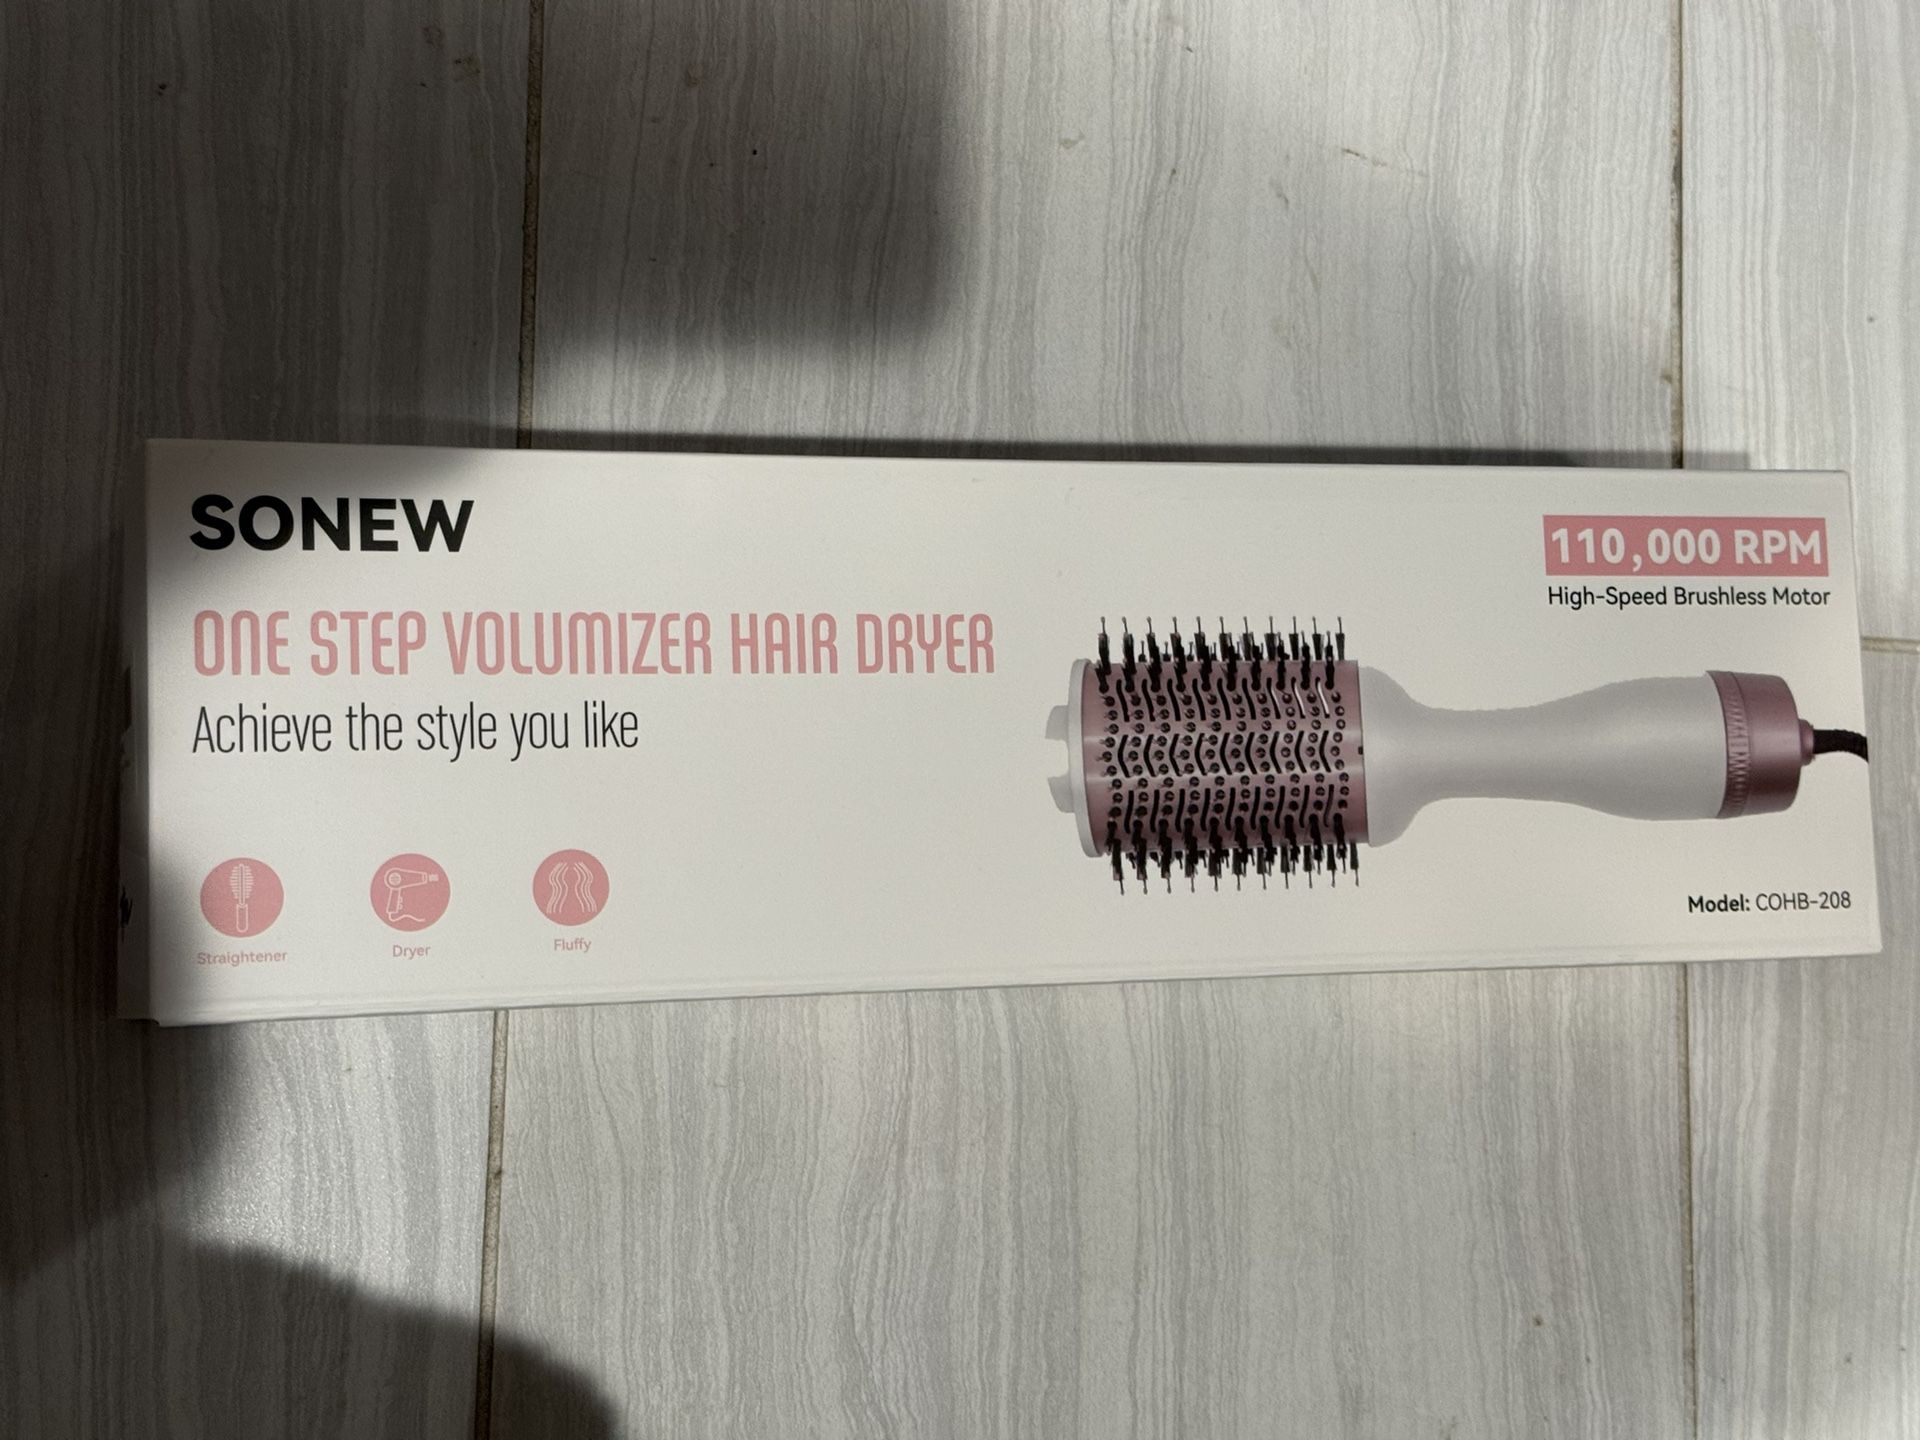 SONEW
ONE STEP VOLUMIZER HAIR DRYER
Achieve the style you like
110,000 RPM
High-Speed Brushless Motor
Straightener
Dryer
Fluffy
Model: COHB-208